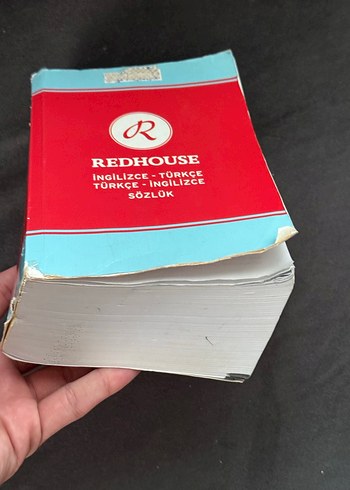 R
REDHOUSE
İNGİLİZCE - TÜRKÇE
TÜRKÇE - İNGİLİZCE
SÖZLÜK